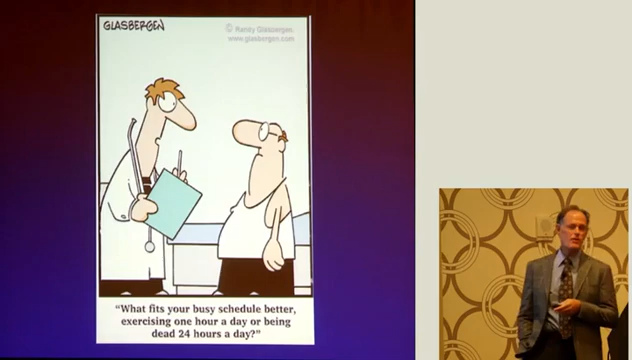 GLASBERGEN
© Randy Glasbergen.
www.glasbergen.com
"What fits your busy schedule better,
exercising one hour a day or being
dead 24 hours a day?"